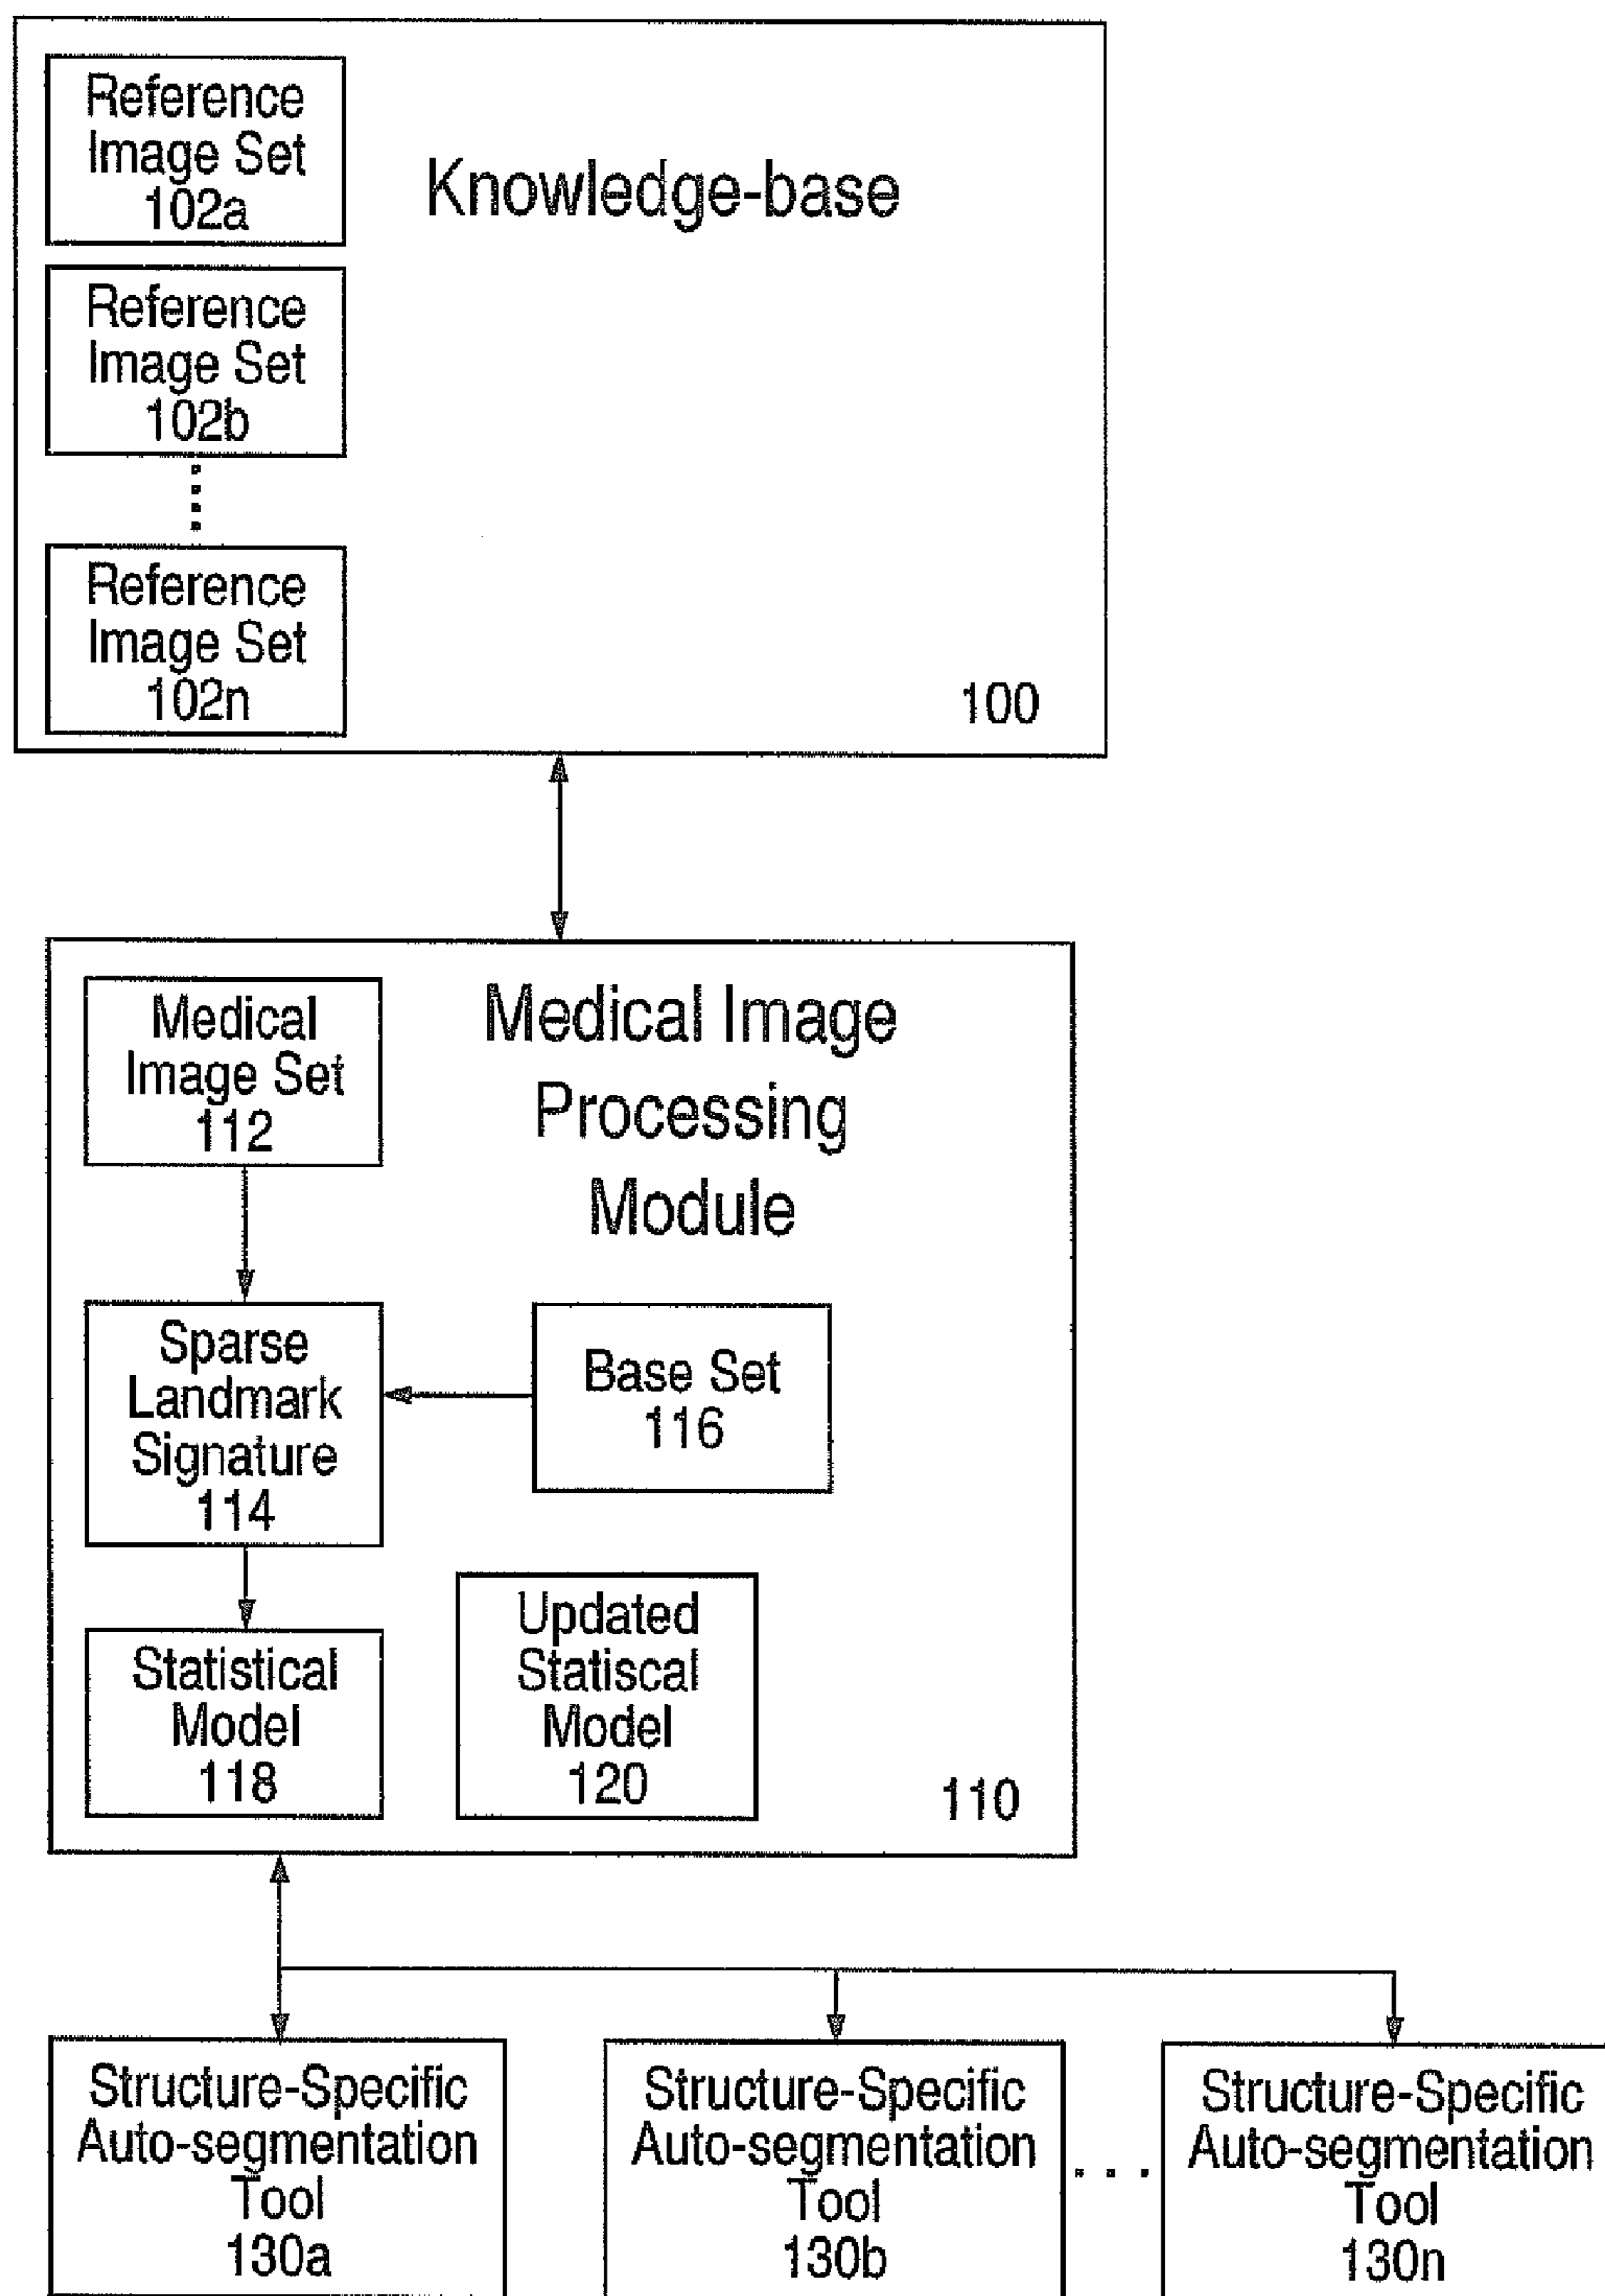 Reference
Image Set
102a
Knowledge-base
Reference
Image Set
102b
Reference
Image Set
102n
100
Medical
Image Set
112
Medical Image
Processing
Module
Sparse
Landmark
Signature
114
Base Set
116
Statistical
Model
118
Updated
Statiscal
Model
120
110
Structure-Specific
Auto-segmentation
Tool
130a
Structure-Specific
Auto-segmentation
Tool
130b
. . .
Structure-Specific
Auto-segmentation
Tool
130n